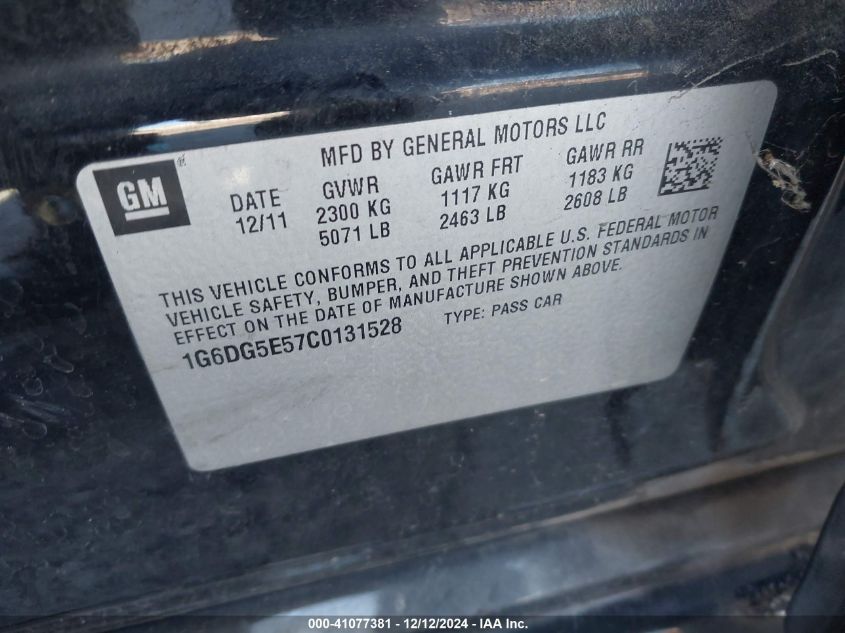 MFD BY GENERAL MOTORS LLC
GM
DATE GVWR GAWR FRT GAWR RR
12/11 2300 KG 1117 KG 1183 KG
5071 LB 2463 LB 2608 LB
THIS VEHICLE CONFORMS TO ALL APPLICABLE U.S. FEDERAL MOTOR
VEHICLE SAFETY, BUMPER, AND THEFT PREVENTION STANDARDS IN
EFFECT ON THE DATE OF MANUFACTURE SHOWN ABOVE.
1G6DG5E57C0131528 TYPE: PASS CAR
000-41077381 - 12/12/2024 - IAA Inc.